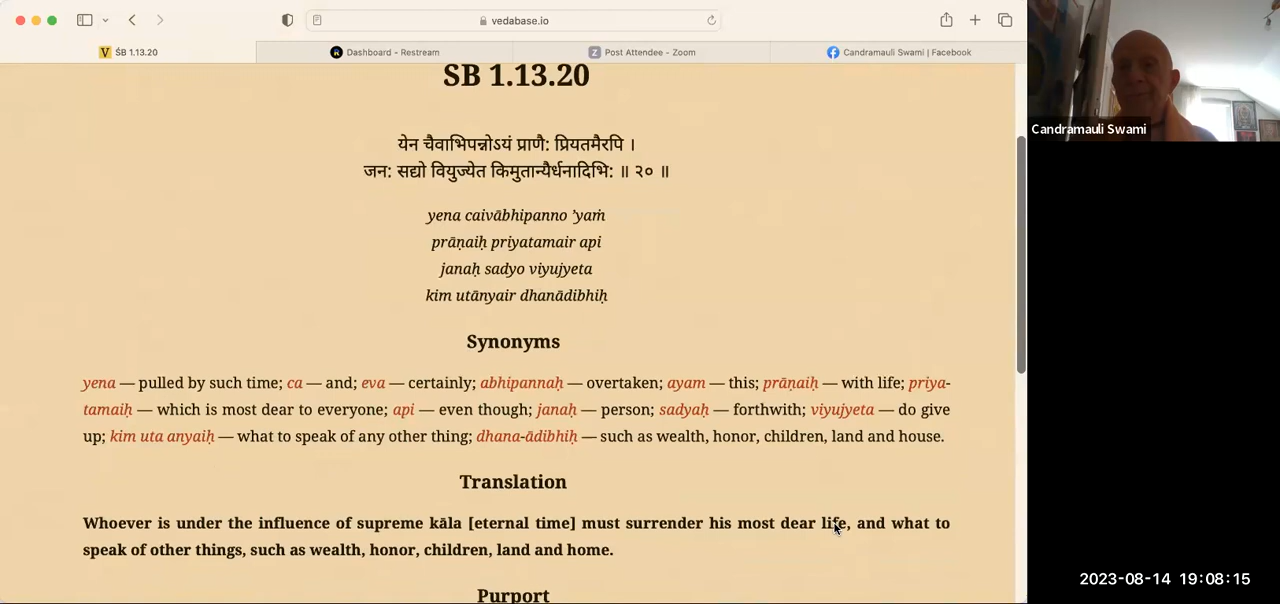 vedabase.io
ŚB 1.13.20
Dashboard - Restream
Post Attendee - Zoom
Candramauli Swami | Facebook
SB 1.13.20
येन चैवाभिपन्नोऽयं प्राणै: प्रियतमैरपि ।
जन: सद्यो वियुज्येत किमुतान्यैर्धनादिभि: ॥ २० ॥
yena caivābhipanno ’yaṁ
prāṇaiḥ priyatamair api
janaḥ sadyo viyujyeta
kim utānyair dhanādibhiḥ
Synonyms
yena — pulled by such time; ca — and; eva — certainly; abhipannaḥ — overtaken; ayam — this; prāṇaiḥ — with life; priya-
tamaiḥ — which is most dear to everyone; api — even though; janaḥ — person; sadyaḥ — forthwith; viyujyeta — do give
up; kim uta anyaiḥ — what to speak of any other thing; dhana-ādibhiḥ — such as wealth, honor, children, land and house.
Translation
Whoever is under the influence of supreme kāla [eternal time] must surrender his most dear life, and what to
speak of other things, such as wealth, honor, children, land and home.
Purport
Candramauli Swami
2023-08-14 19:08:15